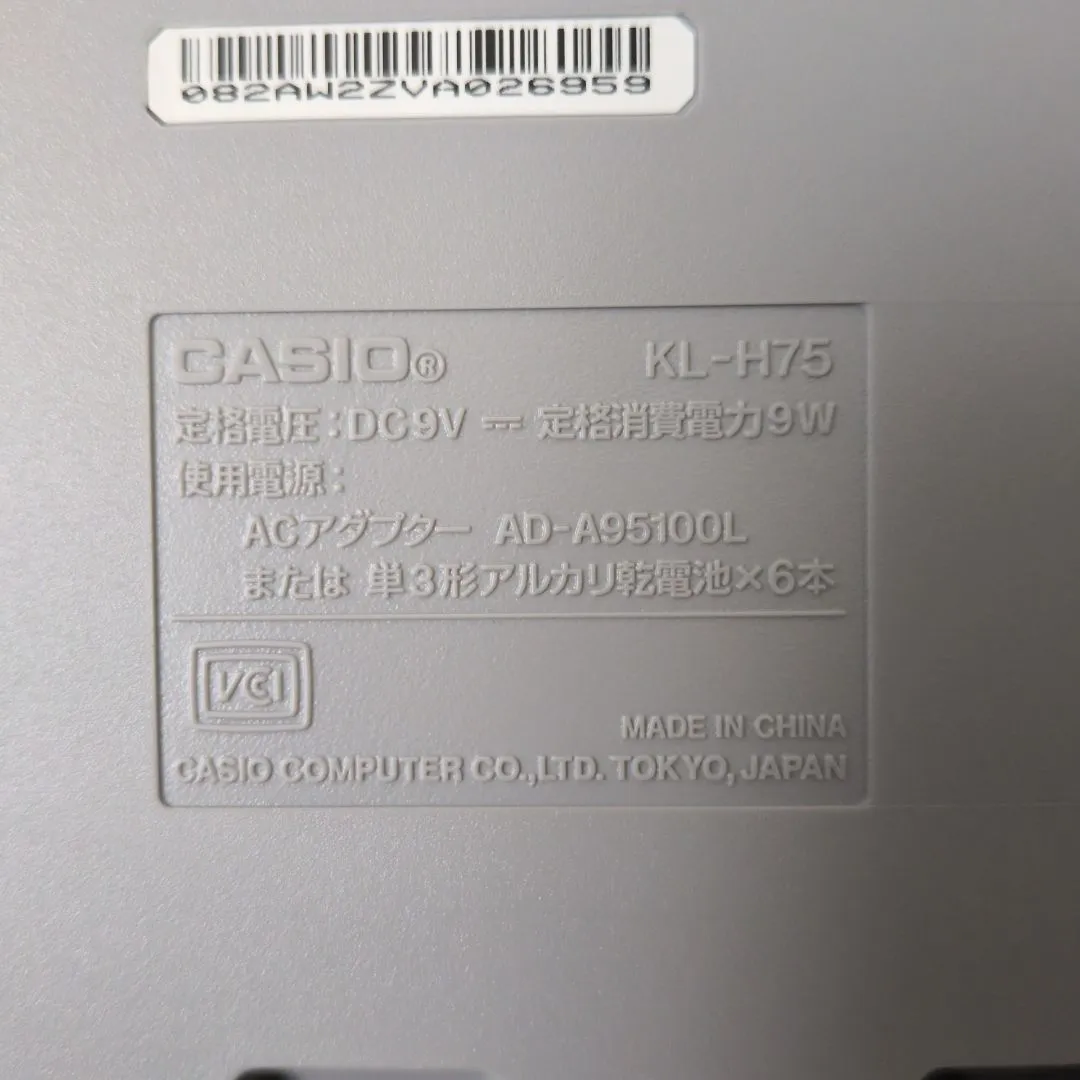 082AW2ZVA026959
CASIO® KL-H75
定格電圧:DC9V ⎓ 定格消費電力9W
使用電源:
ACアダプター AD-A95100L
または 単3形アルカリ乾電池×6本
VCI
MADE IN CHINA
CASIO COMPUTER CO.,LTD. TOKYO, JAPAN